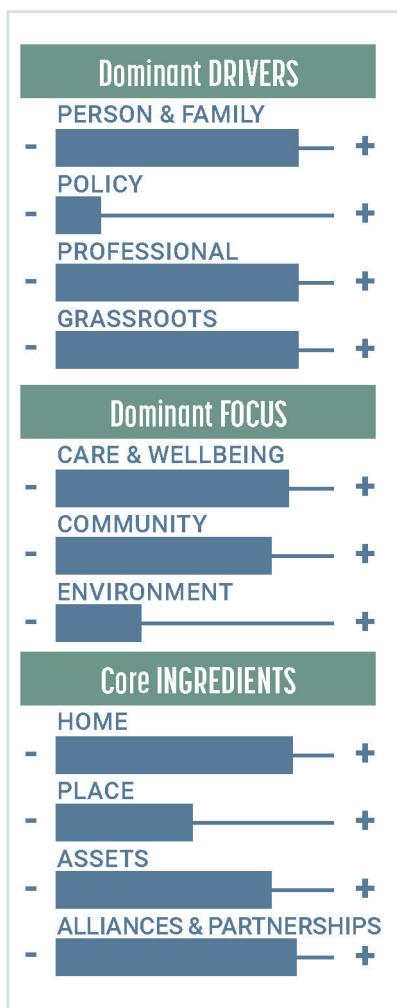 Dominant DRIVERS
PERSON & FAMILY
- +
POLICY
- +
PROFESSIONAL
- +
GRASSROOTS
- +
Dominant FOCUS
CARE & WELLBEING
- +
COMMUNITY
- +
ENVIRONMENT
- +
Core INGREDIENTS
HOME
- +
PLACE
- +
ASSETS
- +
ALLIANCES & PARTNERSHIPS
- +